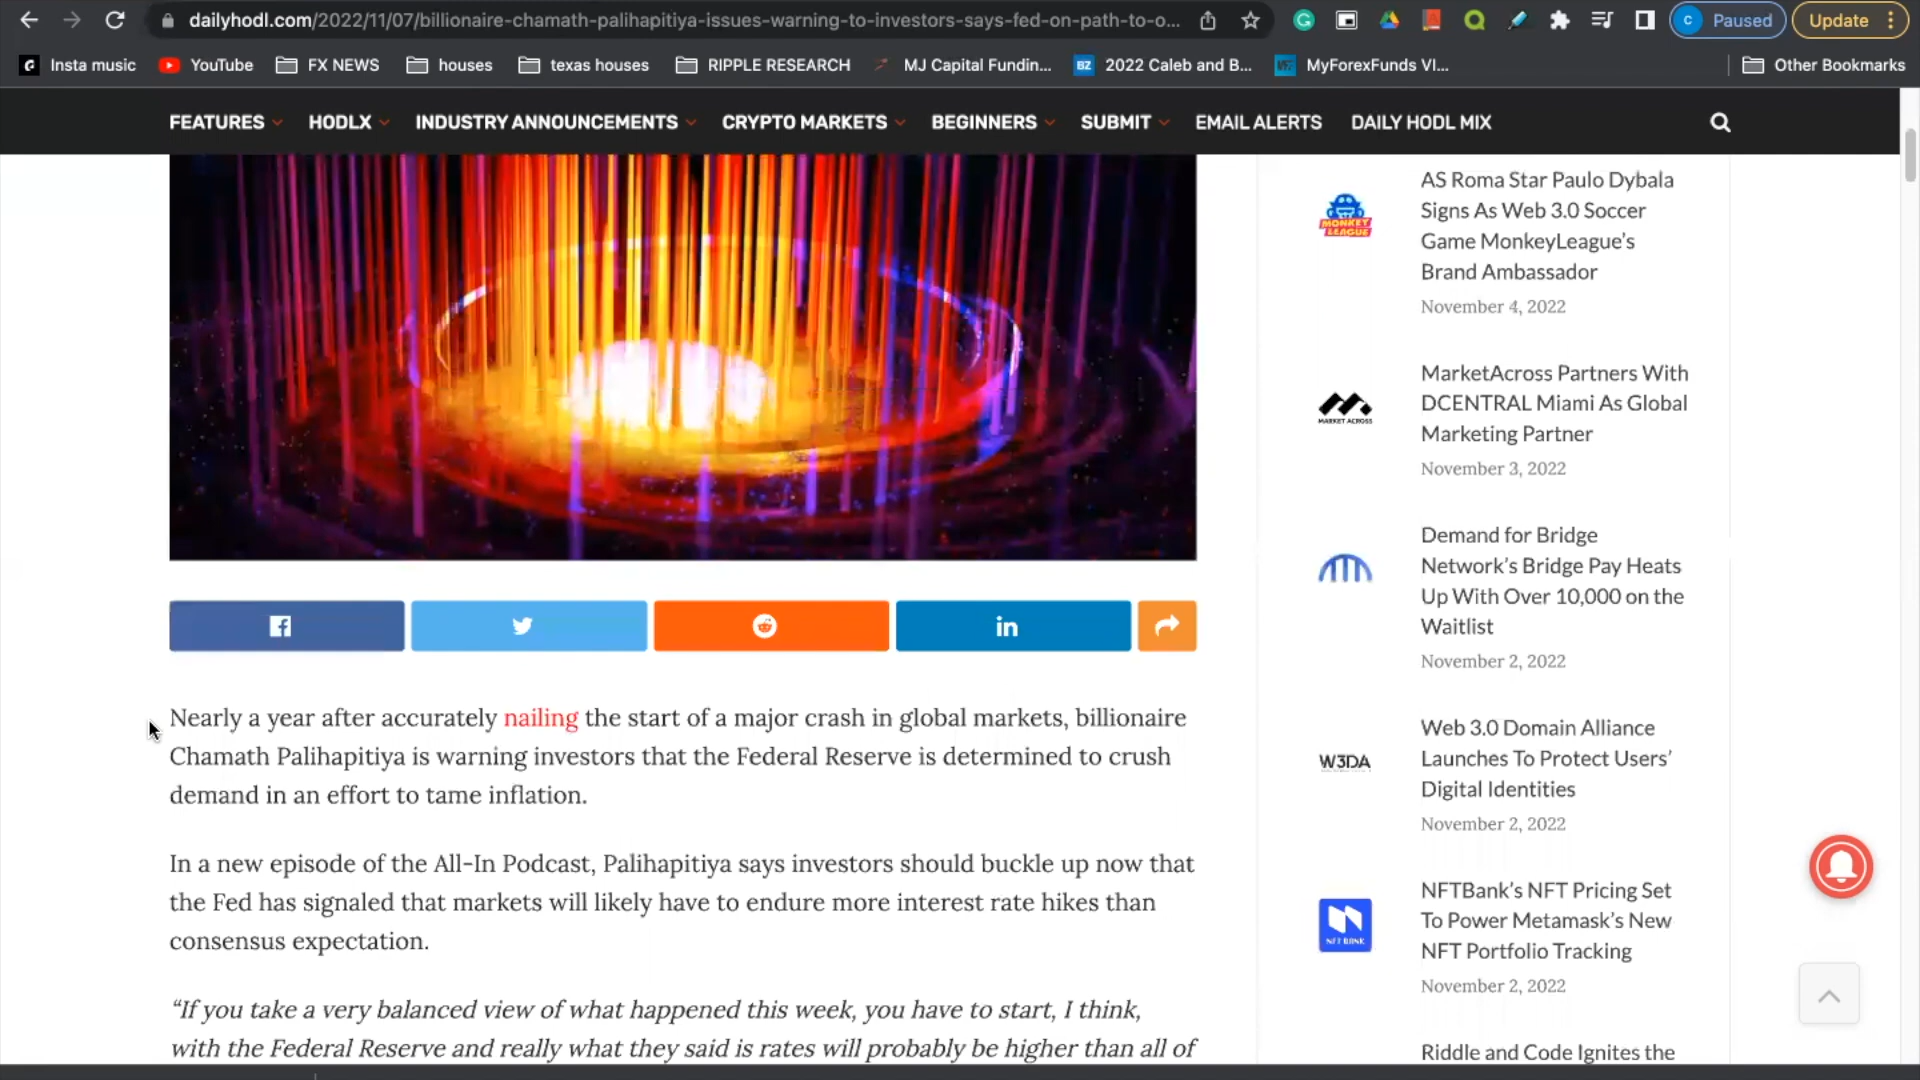 dailyhodl.com/2022/11/07/billionaire-chamath-palihapitiya-issues-warning-to-investors-says-fed-on-path-to-o...
C Paused
Update
Insta music
YouTube
FX NEWS
houses
texas houses
RIPPLE RESEARCH
MJ Capital Fundin...
BZ 2022 Caleb and B...
MyForexFunds VI...
Other Bookmarks
FEATURES
HODLX
INDUSTRY ANNOUNCEMENTS
CRYPTO MARKETS
BEGINNERS
SUBMIT
EMAIL ALERTS
DAILY HODL MIX
Nearly a year after accurately nailing the start of a major crash in global markets, billionaire
Chamath Palihapitiya is warning investors that the Federal Reserve is determined to crush
demand in an effort to tame inflation.
In a new episode of the All-In Podcast, Palihapitiya says investors should buckle up now that
the Fed has signaled that markets will likely have to endure more interest rate hikes than
consensus expectation.
“If you take a very balanced view of what happened this week, you have to start, I think,
with the Federal Reserve and really what they said is rates will probably be higher than all of
MONKEY
LEAGUE
AS Roma Star Paulo Dybala
Signs As Web 3.0 Soccer
Game MonkeyLeague’s
Brand Ambassador
November 4, 2022
MARKET ACROSS
MarketAcross Partners With
DCENTRAL Miami As Global
Marketing Partner
November 3, 2022
Demand for Bridge
Network’s Bridge Pay Heats
Up With Over 10,000 on the
Waitlist
November 2, 2022
W3DA
Web 3.0 Domain Alliance
Launches To Protect Users’
Digital Identities
November 2, 2022
NFT BANK
NFTBank’s NFT Pricing Set
To Power Metamask’s New
NFT Portfolio Tracking
November 2, 2022
Riddle and Code Ignites the